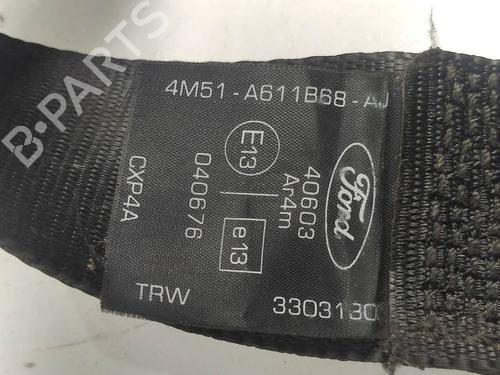 4M51-A611B68-AJ
E13
040676
40603
Ar4m
Ford
CXP4A
e13
TRW
3303130
B-PARTS